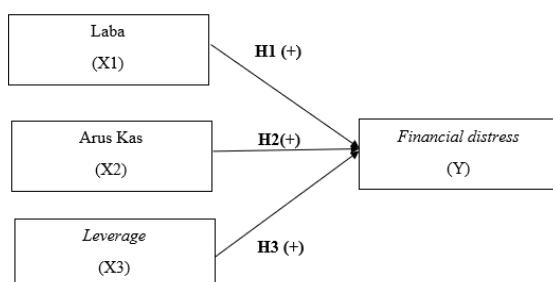 Laba
(X1)
H1 (+)
Arus Kas
(X2)
H2(+)
Financial distress
(Y)
Leverage
(X3)
H3 (+)